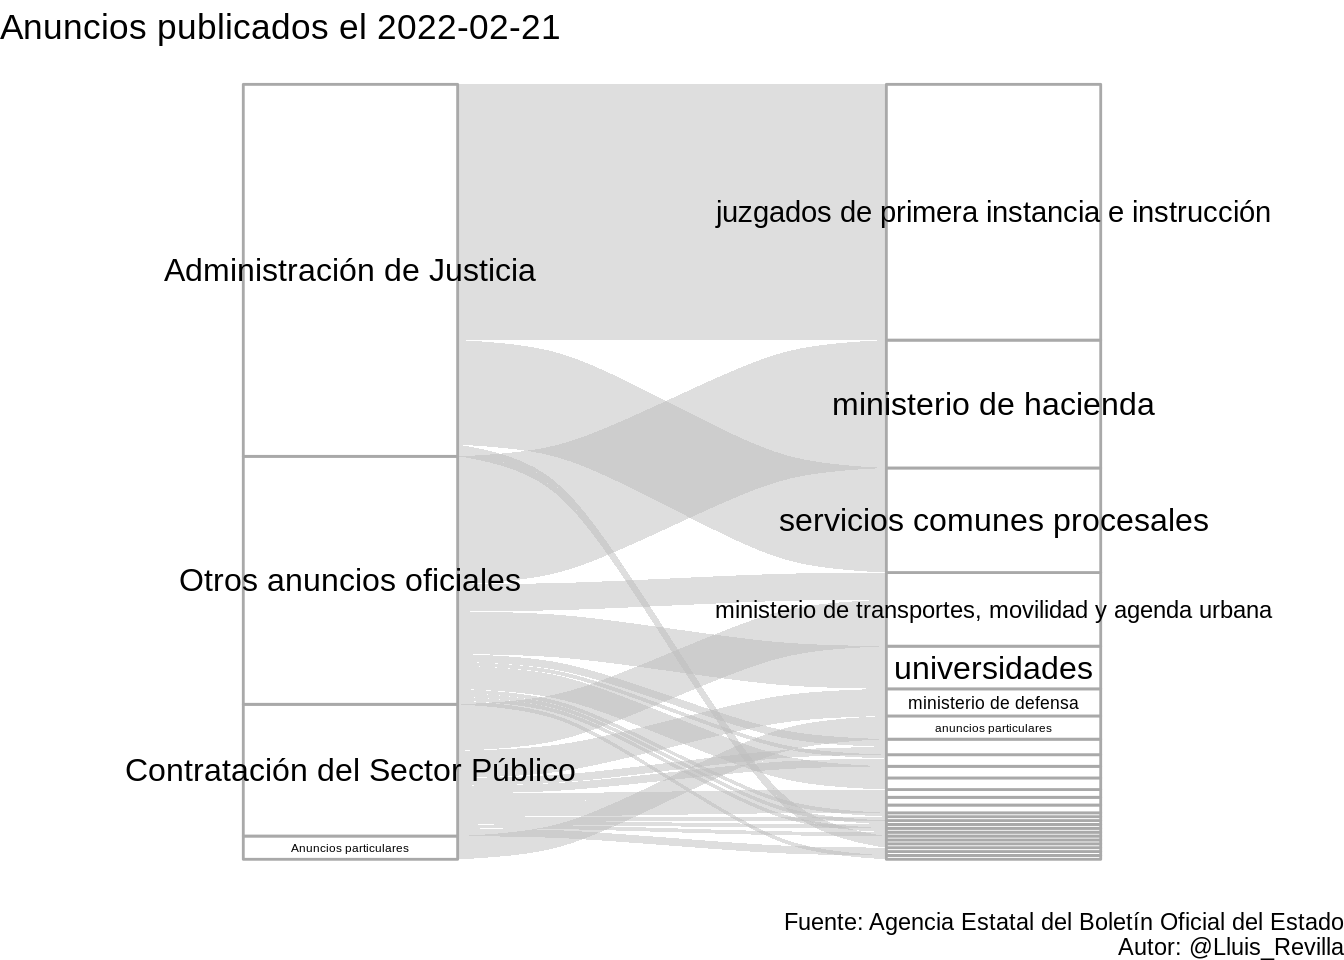 Anuncios publicados el 2022-02-21
Administración de Justicia
Otros anuncios oficiales
Contratación del Sector Público
Anuncios particulares
juzgados de primera instancia e instrucción
ministerio de hacienda
servicios comunes procesales
ministerio de transportes, movilidad y agenda urbana
universidades
ministerio de defensa
anuncios particulares
Fuente: Agencia Estatal del Boletín Oficial del Estado
Autor: @Lluis_Revilla